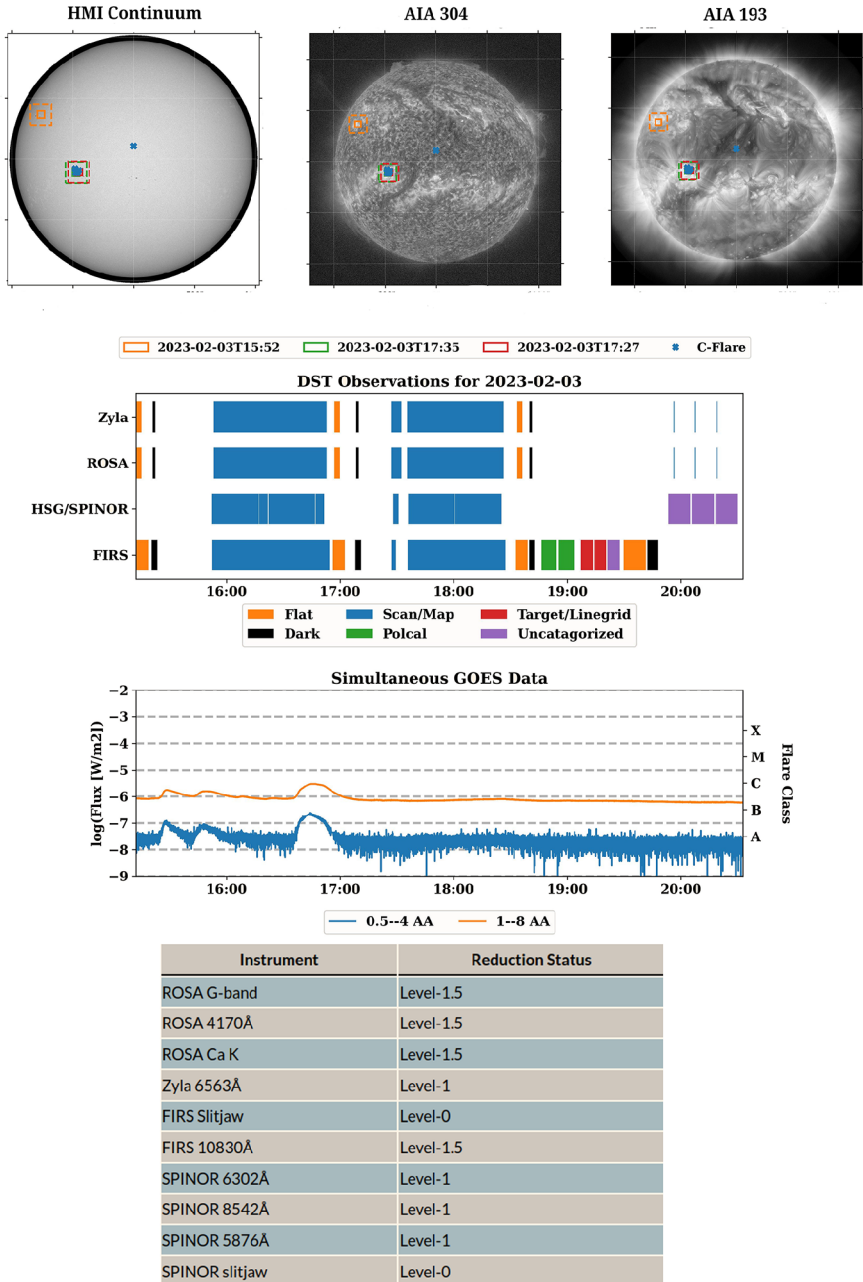 HMI Continuum AIA 304 AIA 193
2023-02-03T15:52 2023-02-03T17:35 2023-02-03T17:27 C-Flare
DST Observations for 2023-02-03
Zyla
ROSA
HSG/SPINOR
FIRS
16:00 17:00 18:00 19:00 20:00
Flat Scan/Map Target/Linegrid
Dark Polcal Uncatagorized
Simultaneous GOES Data
log(Flux [W/m2]) 
−2
−3
−4
−5
−6
−7
−8
−9
X
M
C
B
A
Flare Class
16:00 17:00 18:00 19:00 20:00
0.5--4 AA 1--8 AA
Instrument Reduction Status
ROSA G-band Level-1.5
ROSA 4170Å Level-1.5
ROSA Ca K Level-1.5
Zyla 6563Å Level-1
FIRS Slitjaw Level-0
FIRS 10830Å Level-1.5
SPINOR 6302Å Level-1
SPINOR 8542Å Level-1
SPINOR 5876Å Level-1
SPINOR slitjaw Level-0